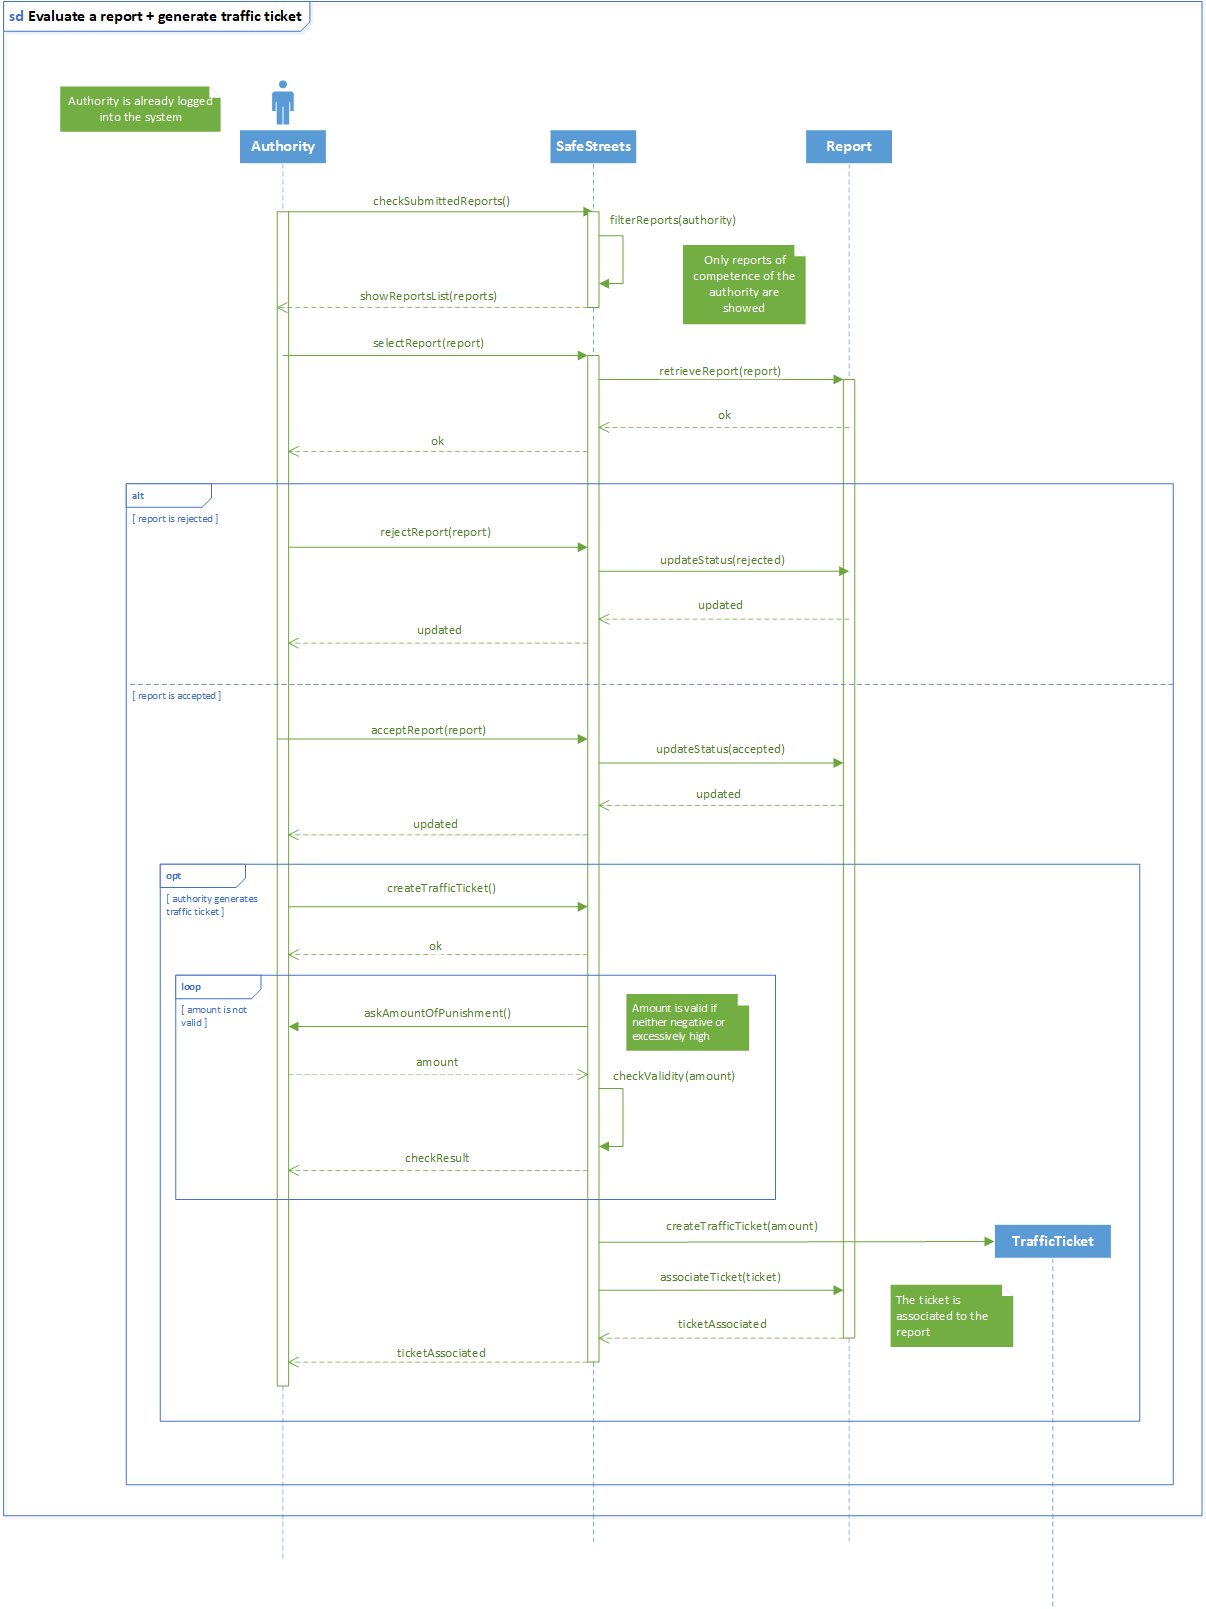 sd Evaluate a report + generate traffic ticket
Authority is already logged
into the system
Authority
SafeStreets
Report
checkSubmittedReports()
filterReports(authority)
Only reports of
competence of the
authority are
showed
showReportsList(reports)
selectReport(report)
retrieveReport(report)
ok
ok
alt
[ report is rejected ]
rejectReport(report)
updateStatus(rejected)
updated
updated
[ report is accepted ]
acceptReport(report)
updateStatus(accepted)
updated
updated
opt
[ authority generates
traffic ticket ]
createTrafficTicket()
ok
loop
[ amount is not
valid ]
Amount is valid if
neither negative or
excessively high
askAmountOfPunishment()
amount
checkValidity(amount)
checkResult
createTrafficTicket(amount)
TrafficTicket
associateTicket(ticket)
The ticket is
associated to the
report
ticketAssociated
ticketAssociated